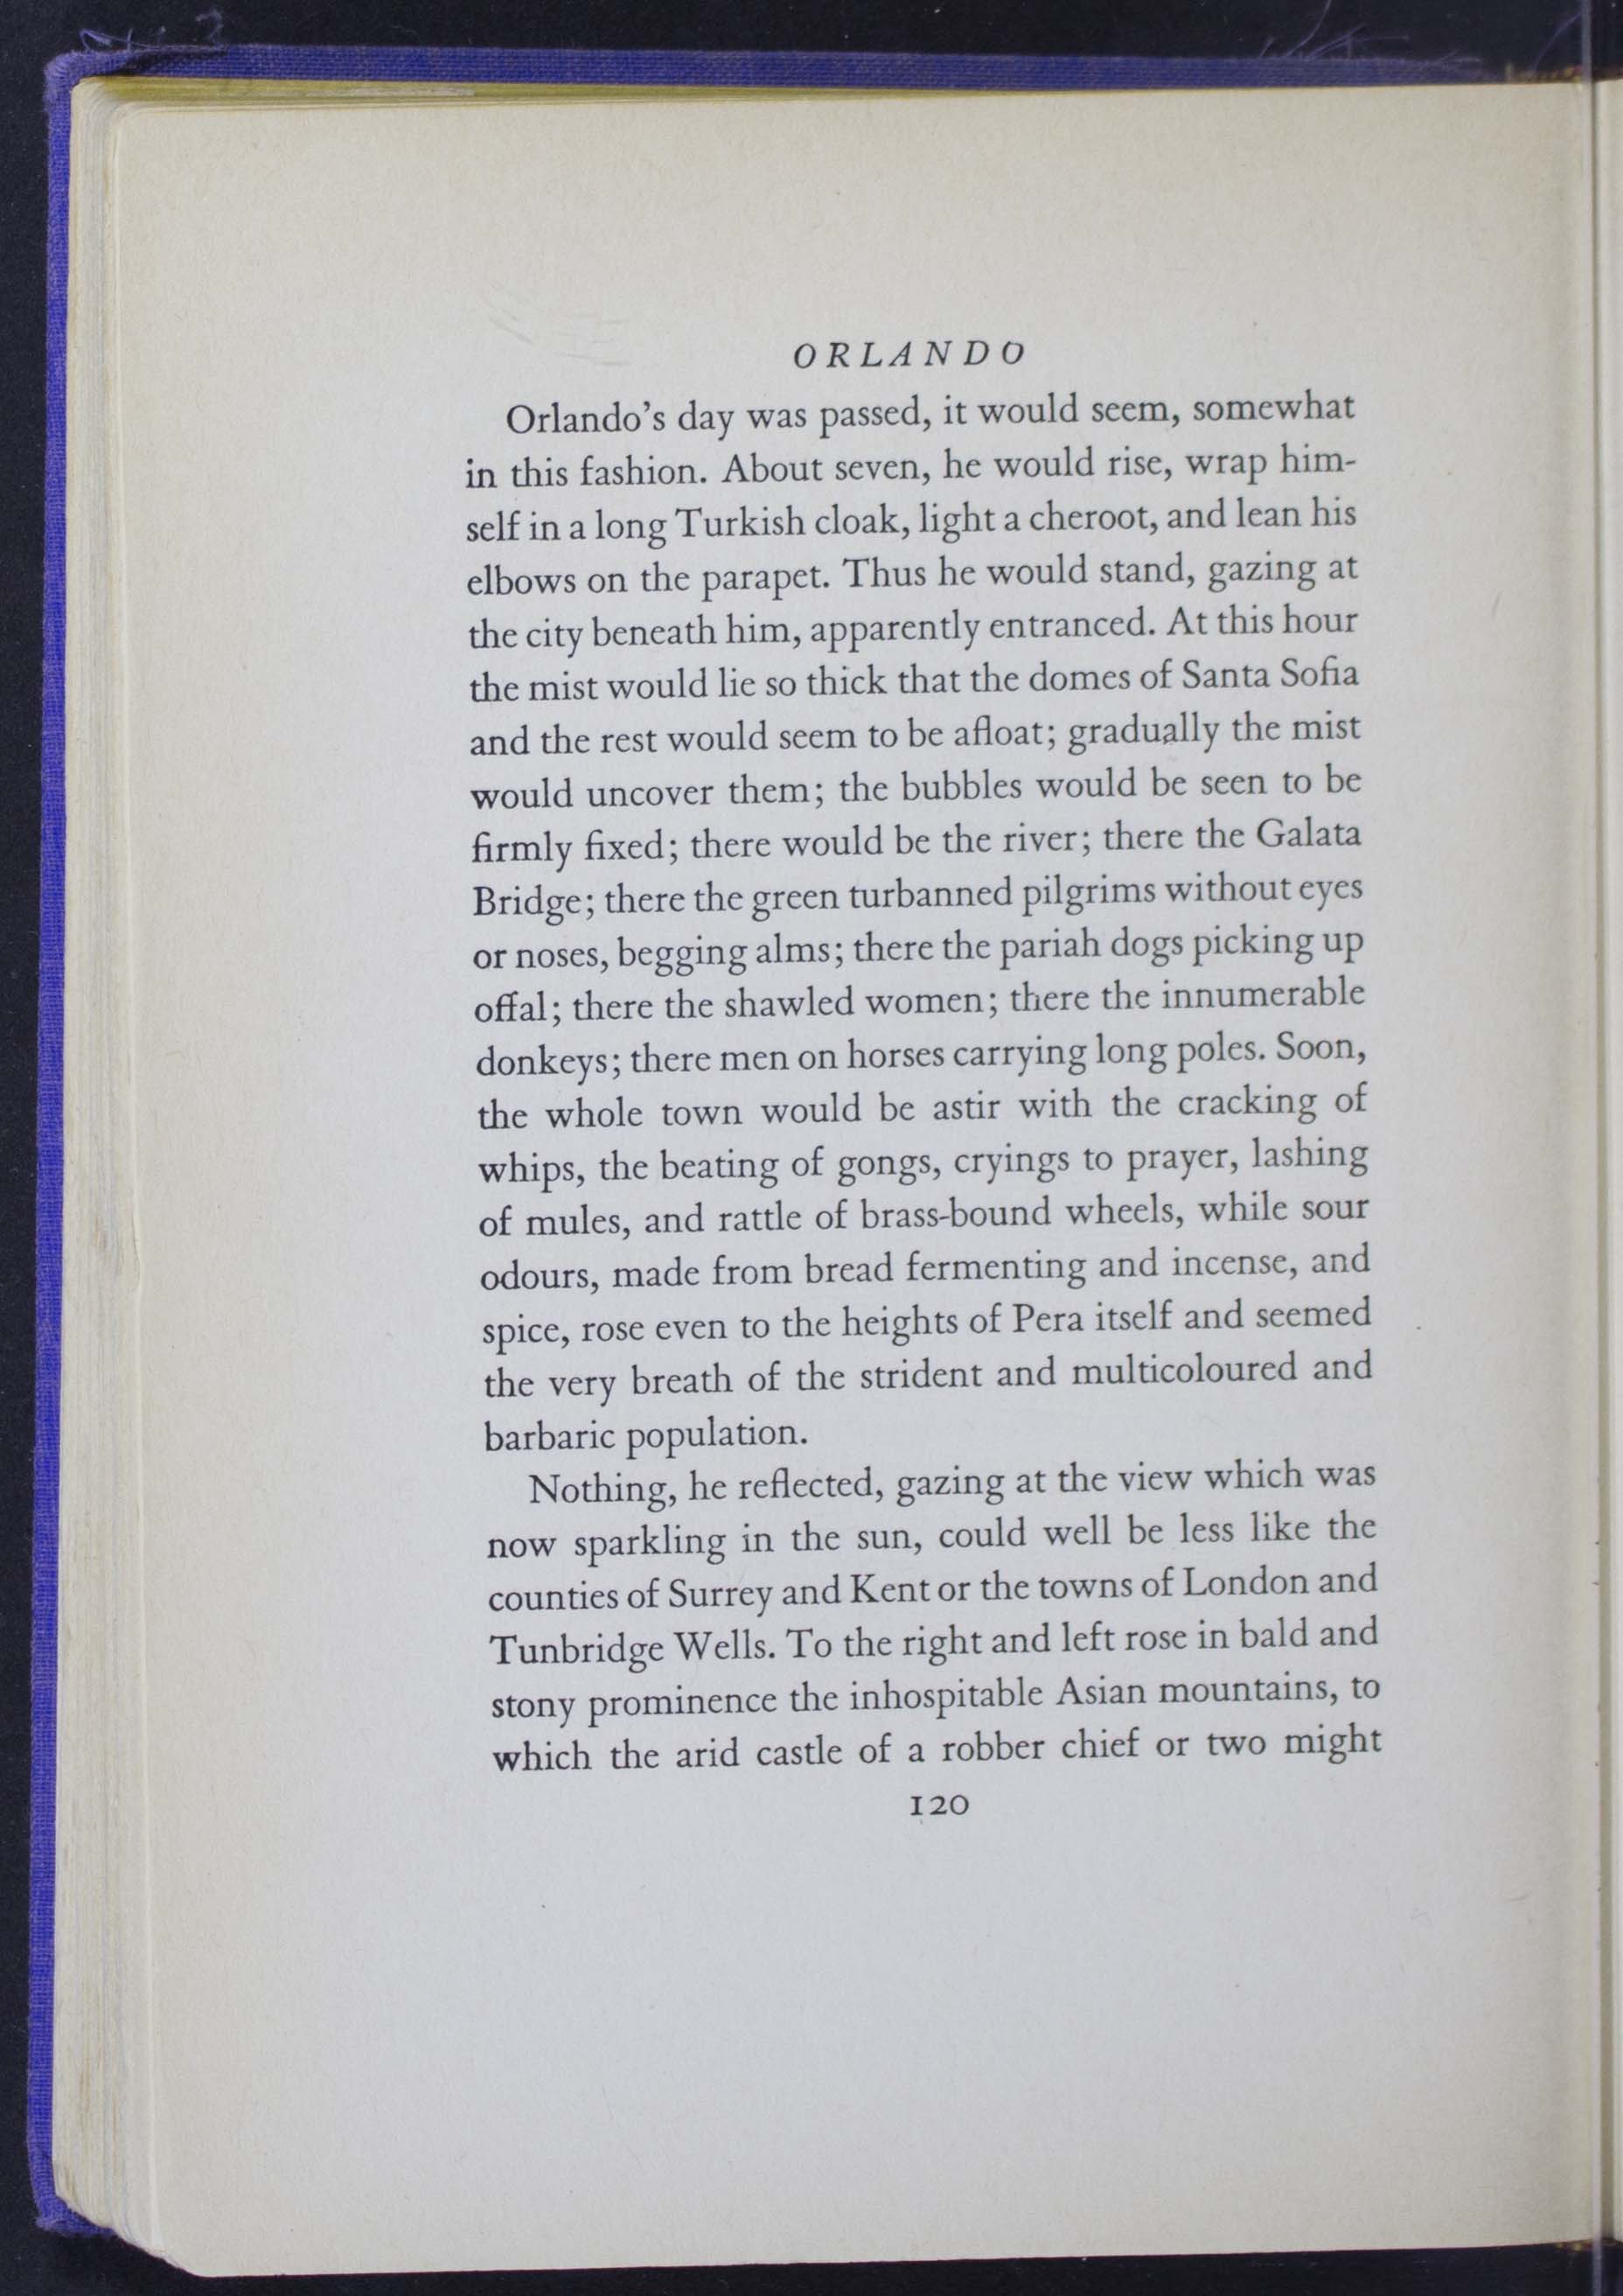 ORLANDO
Orlando's day was passed, it would seem, somewhat
in this fashion. About seven, he would rise, wrap him-
self in a long Turkish cloak, light a cheroot, and lean his
elbows on the parapet. Thus he would stand, gazing at
the city beneath him, apparently entranced. At this hour
the mist would lie so thick that the domes of Santa Sofia
and the rest would seem to be afloat; gradually the mist
would uncover them; the bubbles would be seen to be
firmly fixed; there would be the river; there the Galata
Bridge; there the green turbanned pilgrims without eyes
or noses, begging alms; there the pariah dogs picking up
offal; there the shawled women; there the innumerable
donkeys; there men on horses carrying long poles. Soon,
the whole town would be astir with the cracking of
whips, the beating of gongs, cryings to prayer, lashing
of mules, and rattle of brass-bound wheels, while sour
odours, made from bread fermenting and incense, and
spice, rose even to the heights of Pera itself and seemed
the very breath of the strident and multicoloured and
barbaric population.
Nothing, he reflected, gazing at the view which was
now sparkling in the sun, could well be less like the
counties of Surrey and Kent or the towns of London and
Tunbridge Wells. To the right and left rose in bald and
stony prominence the inhospitable Asian mountains, to
which the arid castle of a robber chief or two might
120